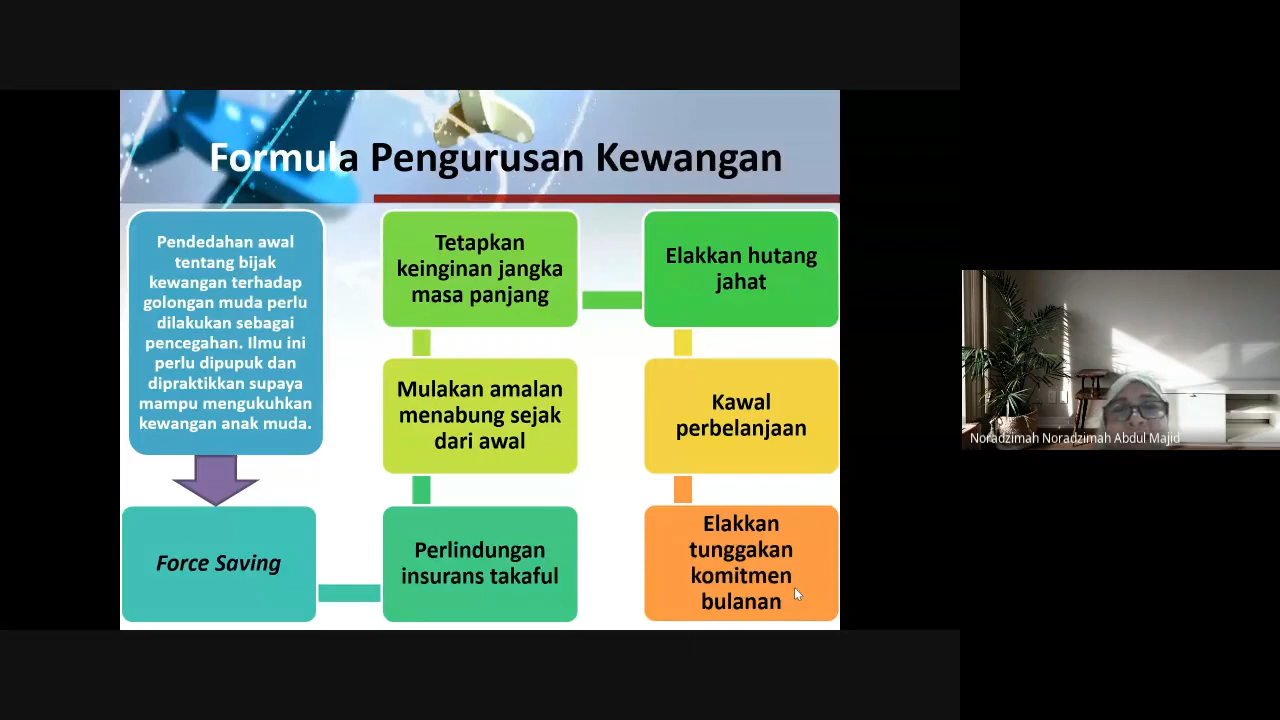 Formula Pengurusan Kewangan
Pendedahan awal
tentang bijak
kewangan terhadap
golongan muda perlu
dilakukan sebagai
pencegahan. Ilmu ini
perlu dipupuk dan
dipraktikkan supaya
mampu mengukuhkan
kewangan anak muda.
Force Saving
Perlindungan
insurans takaful
Mulakan amalan
menabung sejak
dari awal
Tetapkan
keinginan jangka
masa panjang
Elakkan hutang
jahat
Kawal
perbelanjaan
Elakkan
tunggakan
komitmen
bulanan
Noradzimah Noradzimah Abdul Majid